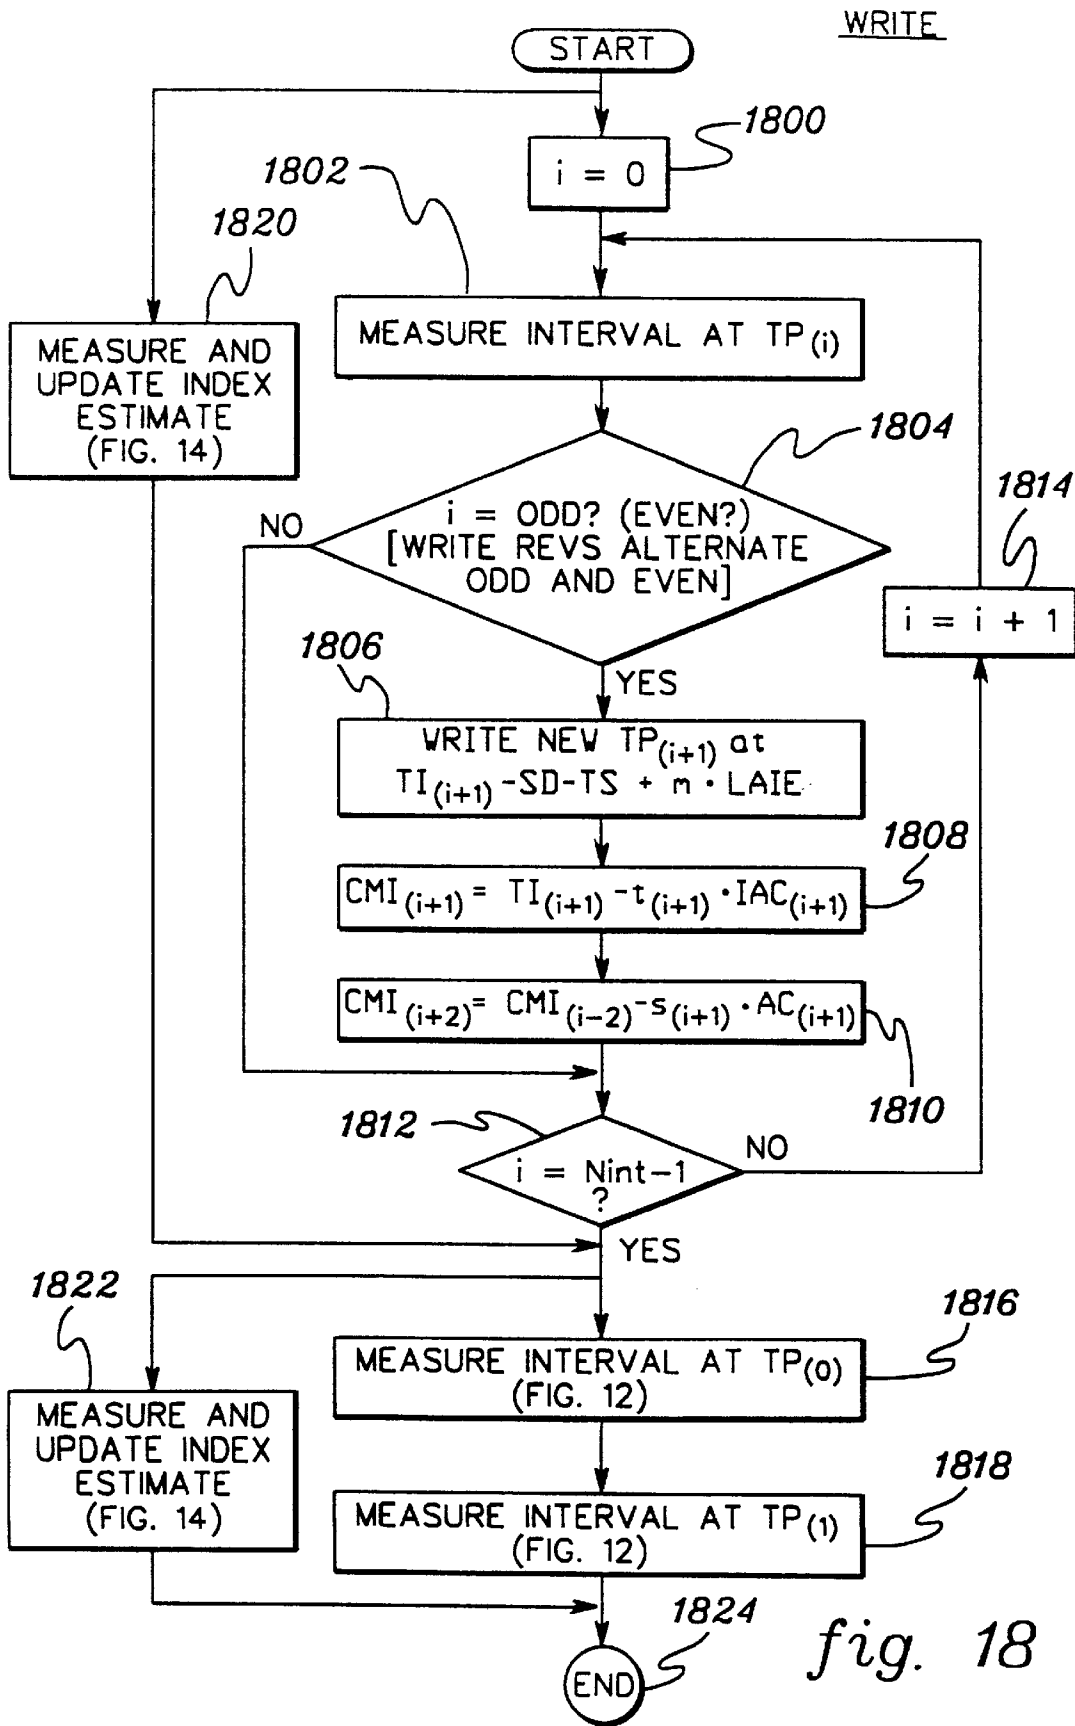 WRITE
START
1800
i = 0
1802
1820
MEASURE INTERVAL AT TP(i)
MEASURE AND
UPDATE INDEX
ESTIMATE
(FIG. 14)
1804
i = ODD? (EVEN?)
[WRITE REVS ALTERNATE
ODD AND EVEN]
NO
1814
i = i + 1
YES
1806
WRITE NEW TP(i+1) at
TI(i+1) -SD-TS + m • LAIE
1808
CMI(i+1) = TI(i+1) -t(i+1) •IAC(i+1)
CMI(i+2)= CMI(i-2)-s(i+1) •AC(i+1)
1810
1812
i = Nint-1
?
NO
YES
1822
1816
MEASURE INTERVAL AT TP(0)
(FIG. 12)
MEASURE AND
UPDATE INDEX
ESTIMATE
(FIG. 14)
1818
MEASURE INTERVAL AT TP(1)
(FIG. 12)
1824
END
fig. 18